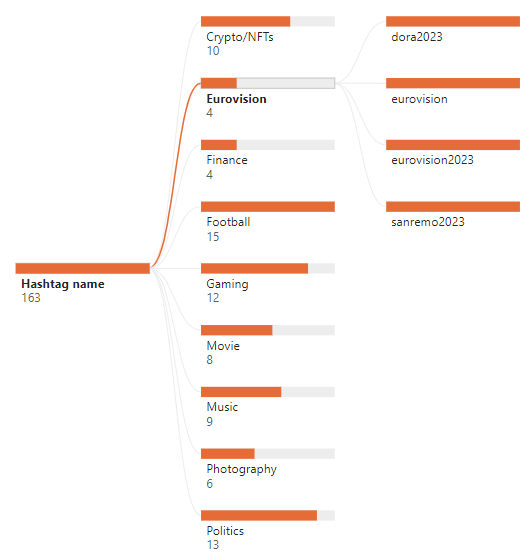 Hashtag name
163
Crypto/NFTs
10
Eurovision
4
Finance
4
Football
15
Gaming
12
Movie
8
Music
9
Photography
6
Politics
13
dora2023
eurovision
eurovision2023
sanremo2023